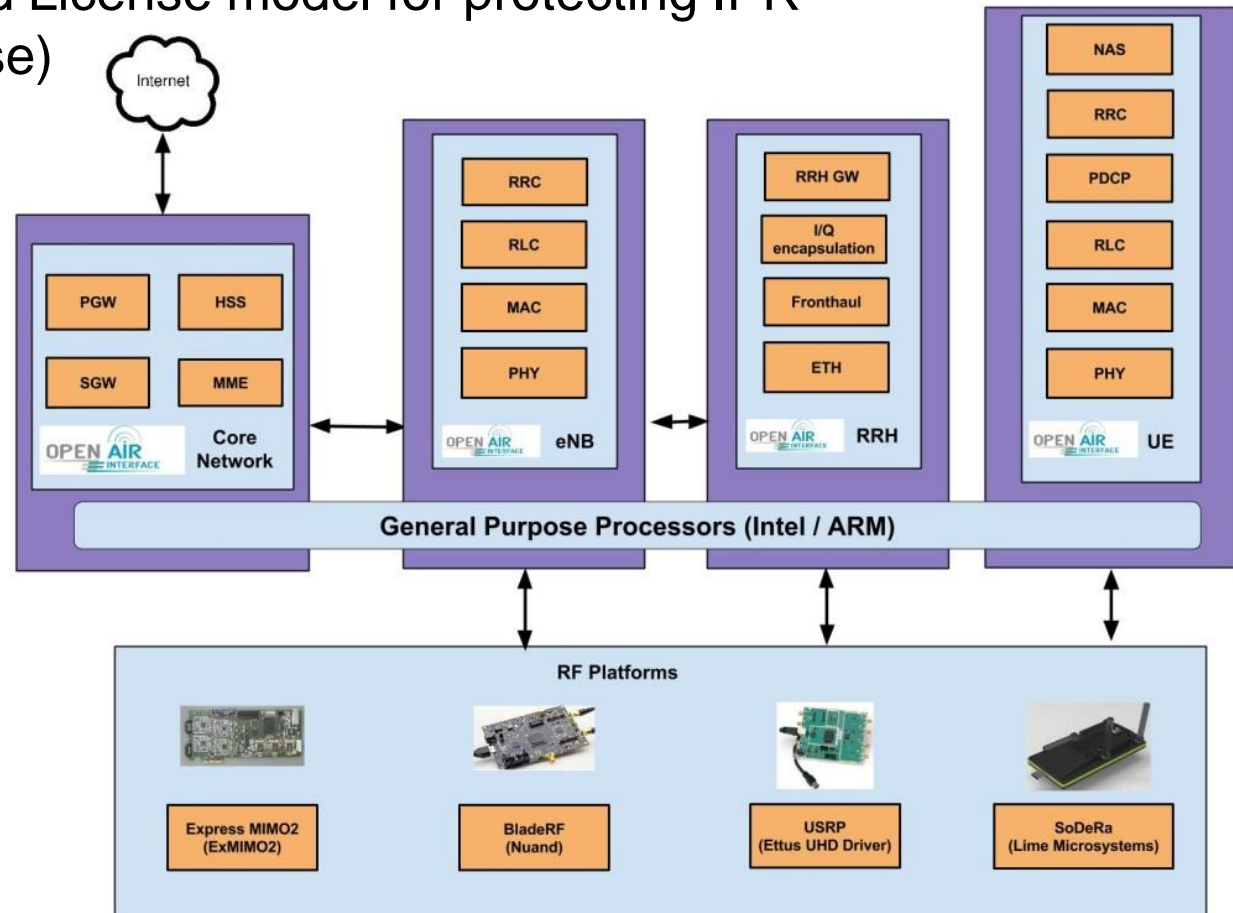 License model for protecting IPR
se)
Internet
PGW
HSS
SGW
MME
OPEN AIR
INTERFACE
Core
Network
RRC
RLC
MAC
PHY
OPEN AIR
INTERFACE
eNB
RRH GW
I/Q
encapsulation
Fronthaul
ETH
OPEN AIR
INTERFACE
RRH
NAS
RRC
PDCP
RLC
MAC
PHY
OPEN AIR
INTERFACE
UE
General Purpose Processors (Intel / ARM)
RF Platforms
Express MIMO2
(ExMIMO2)
BladeRF
(Nuand)
USRP
(Ettus UHD Driver)
SoDeRa
(Lime Microsystems)